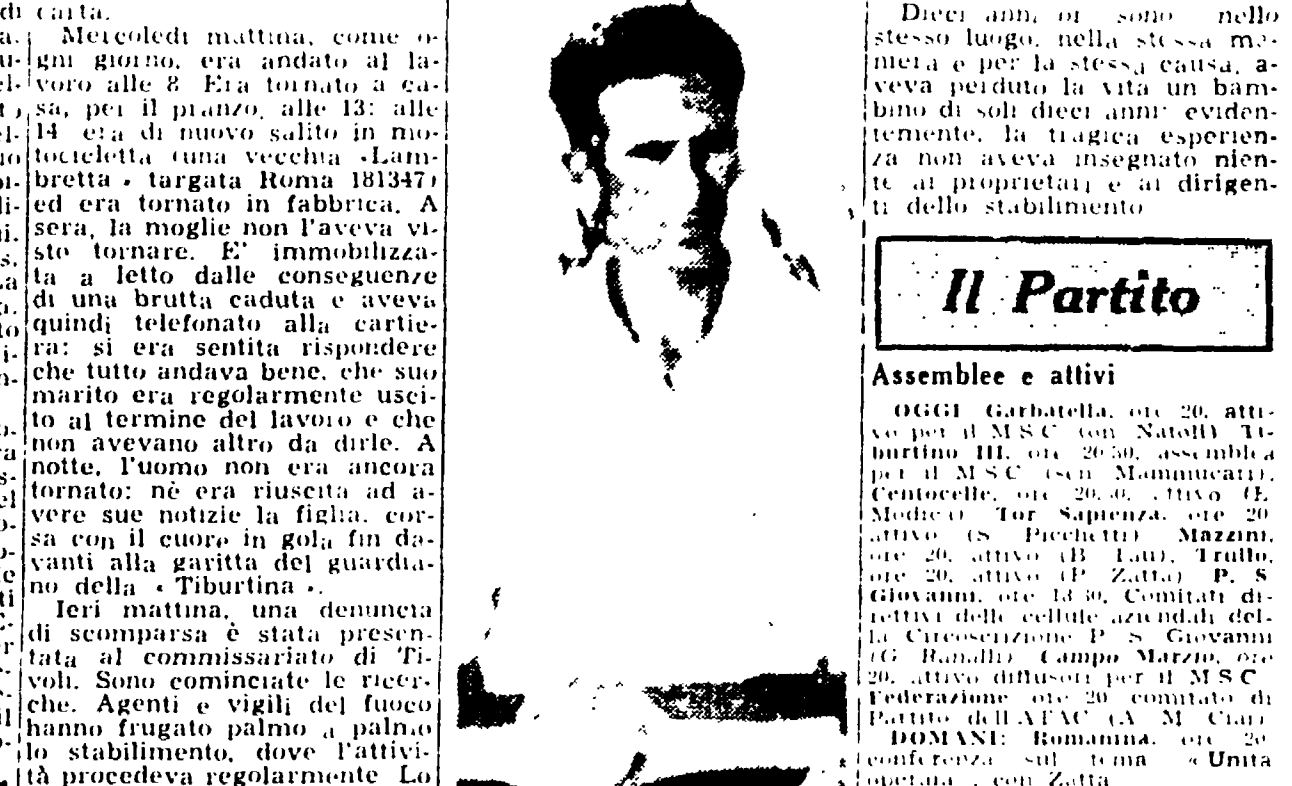 di carta.
Mercoledì mattina, come o-
gni giorno, era andato al la-
voro alle 8 Era tornato a ca-
sa, per il pranzo, alle 13: alle
14 era di nuovo salito in mo-
tocicletta (una vecchia «Lam-
bretta» targata Roma 181347)
ed era tornato in fabbrica. A
sera, la moglie non l'aveva vi-
sto tornare. E' immobilizza-
ta a letto dalle conseguenze
di una brutta caduta e aveva
quindi telefonato alla cartie-
ra: si era sentita rispondere
che tutto andava bene, che suo
marito era regolarmente usci-
to al termine del lavoro e che
non avevano altro da dirle. A
notte, l'uomo non era ancora
tornato: nè era riuscita ad a-
vere sue notizie la figlia, cor-
sa con il cuore in gola fin da-
vanti alla garitta del guardia-
no della «Tiburtina».
Ieri mattina, una denuncia
di scomparsa è stata presen-
tata al commissariato di Ti-
voli. Sono cominciate le ricer-
che. Agenti e vigili del fuoco
hanno frugato palmo a palmo
lo stabilimento, dove l'attivi-
tà procedeva regolarmente Lo
Dieci anni or sono nello
stesso luogo, nella stessa ma-
niera e per la stessa causa, a-
veva perduto la vita un bam-
bino di soli dieci anni: eviden-
temente, la tragica esperien-
za non aveva insegnato nien-
te ai proprietari e ai dirigen-
ti dello stabilimento
Il Partito
Assemblee e attivi
OGGI Garbatella, ore 20, atti-
vo per il M S C (on Natoli) Ti-
burtino III, ore 20.30, assemblea
per il M S C (sen Mammucari),
Centocelle, ore 20.30, attivo (E
Modica) Tor Sapienza, ore 20
attivo (S Picchetti) Mazzini,
ore 20, attivo (B Lau), Trullo,
ore 20, attivo (P Zatta) P. S
Giovanni, ore 18 30, Comitati di-
rettivi delle cellule aziendali del-
la Circoscrizione P S Giovanni
(G Ranalli) Campo Marzio, ore
20, attivo diffusori per il M S C
Federazione ore 20 comitato di
Partito dell'ATAC (A M Ciai)
DOMANI: Romanina, ore 20
conferenza sul tema «Unita
operaia», con Zatta